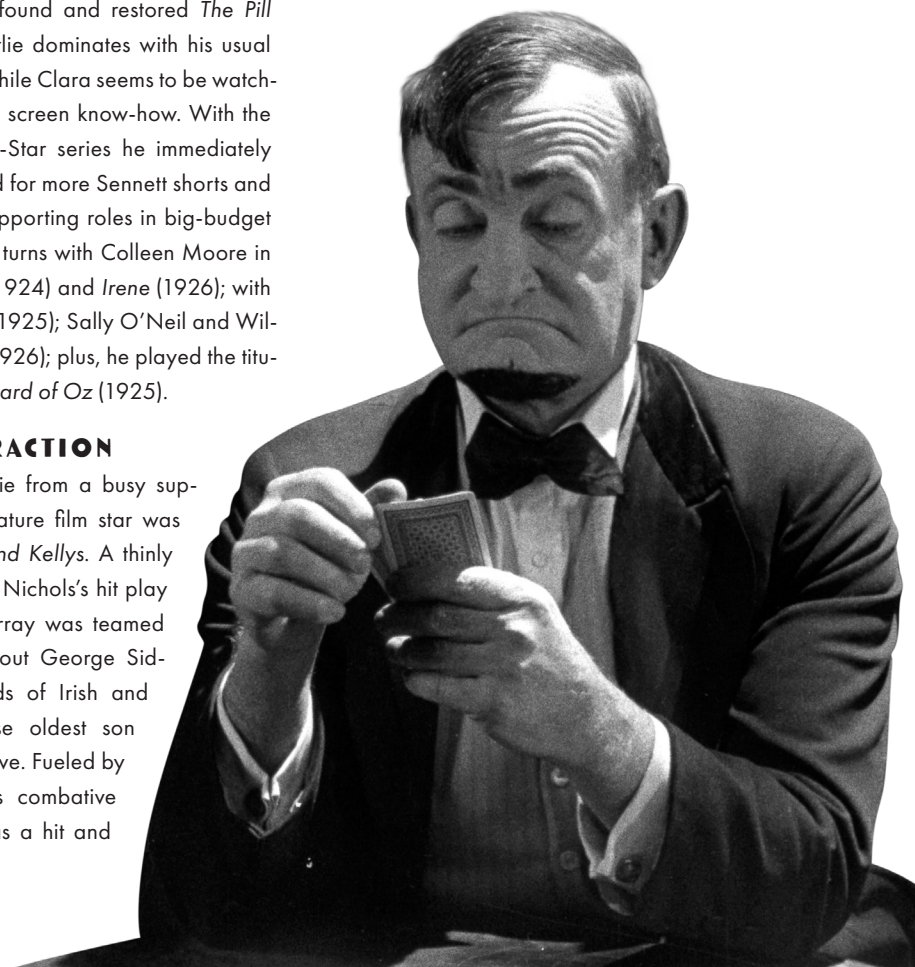 found and restored The Pill
rlie dominates with his usual
hile Clara seems to be watch-
screen know-how. With the
-Star series he immediately
d for more Sennett shorts and
pporting roles in big-budget
turns with Colleen Moore in
1924) and Irene (1926); with
1925); Sally O’Neil and Wil-
926); plus, he played the titu-
ard of Oz (1925).
RACTION
ie from a busy sup-
ature film star was
nd Kellys. A thinly
Nichols’s hit play
rray was teamed
out George Sid-
ds of Irish and
se oldest son
ve. Fueled by
s combative
as a hit and